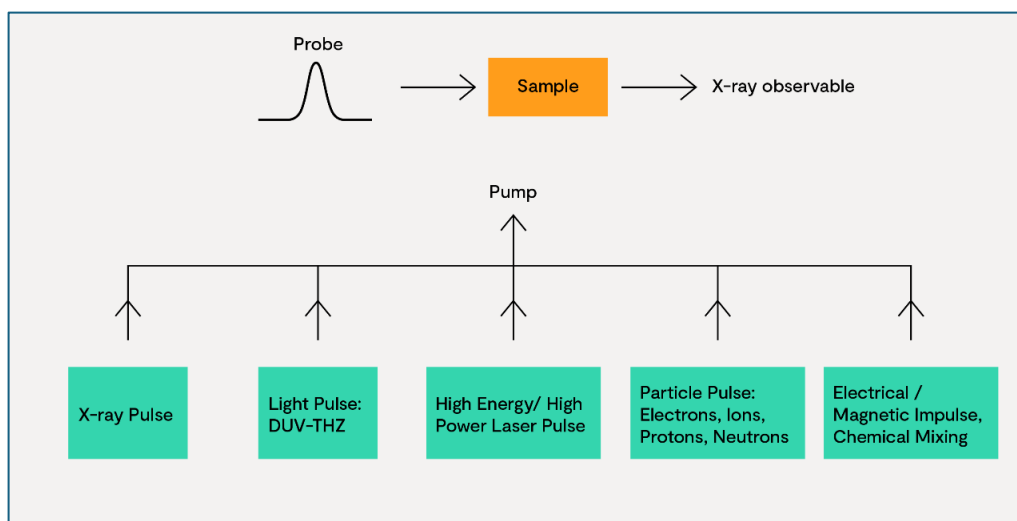 Probe
Sample
X-ray observable
Pump
X-ray Pulse
Light Pulse:
DUV-THZ
High Energy/ High
Power Laser Pulse
Particle Pulse:
Electrons, Ions,
Protons, Neutrons
Electrical /
Magnetic Impulse,
Chemical Mixing